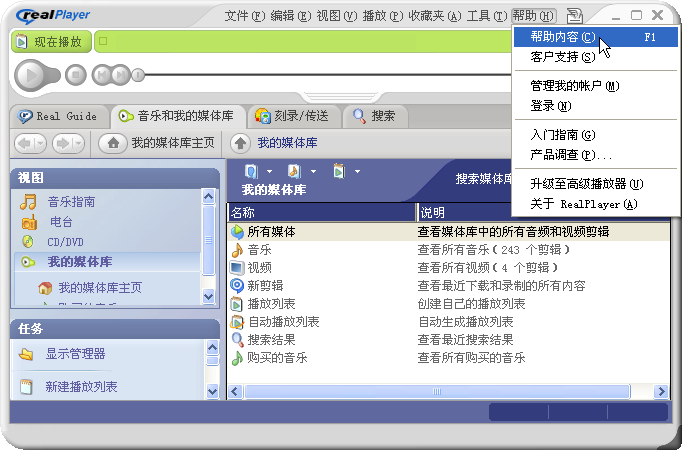 realPlayer
文件(F) 编辑(E) 视图(V) 播放(P) 收藏夹(A) 工具(T) 帮助(H)
现在播放
帮助内容(C) F1
客户支持(S)
管理我的帐户(M)
登录(N)
入门指南(G)
产品调查(P)...
升级至高级播放器(U)
关于 RealPlayer(A)
Real Guide 音乐和我的媒体库 刻录/传送 搜索
我的媒体库主页 我的媒体库
视图
音乐指南
电台
CD/DVD
我的媒体库
我的媒体库主页
任务
显示管理器
新建播放列表
我的媒体库 搜索媒体库
名称 说明
所有媒体 查看媒体库中的所有音频和视频剪辑
音乐 查看所有音乐(243 个剪辑)
视频 查看所有视频(4 个剪辑)
新剪辑 查看最近下载和录制的所有内容
播放列表 创建自己的播放列表
自动播放列表 自动生成播放列表
搜索结果 查看最近搜索结果
购买的音乐 查看所有购买的音乐